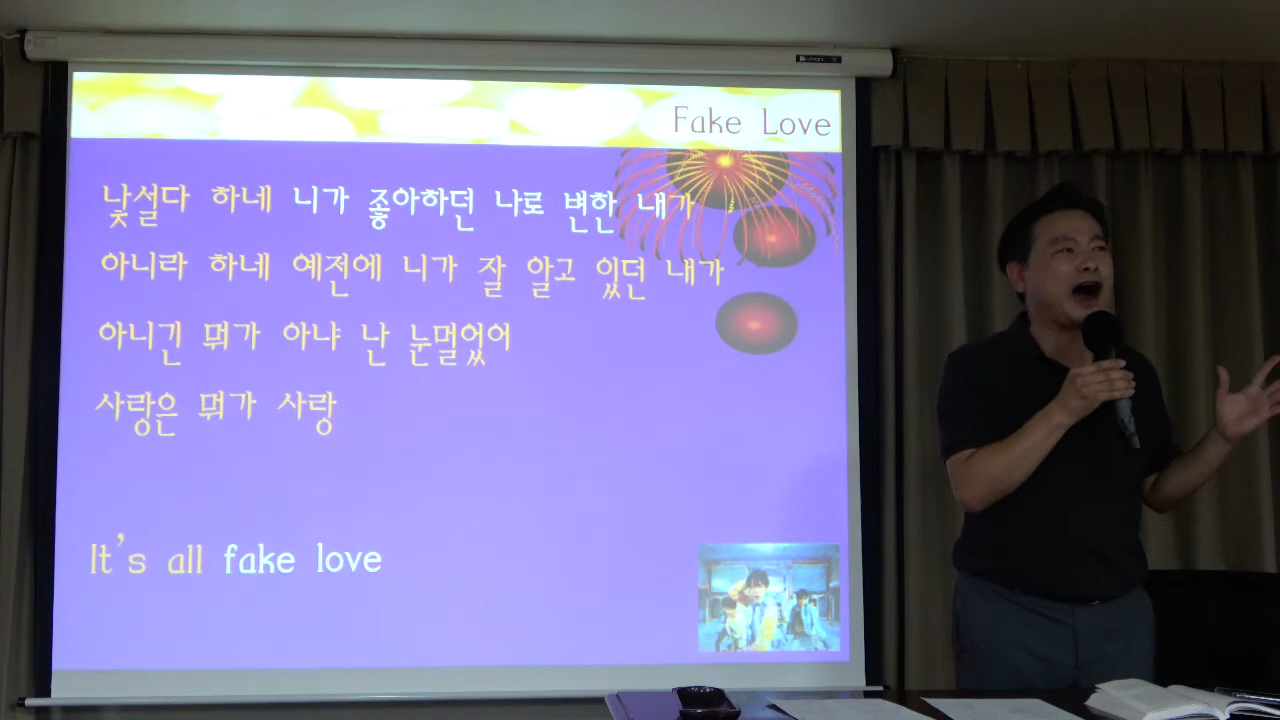 Fake Love
낯설다 하네 니가 좋아하던 나로 변한 내가
아니라 하네 예전에 니가 잘 알고 있던 내가
아니긴 뭐가 아냐 난 눈멀었어
사랑은 뭐가 사랑
It's all fake love